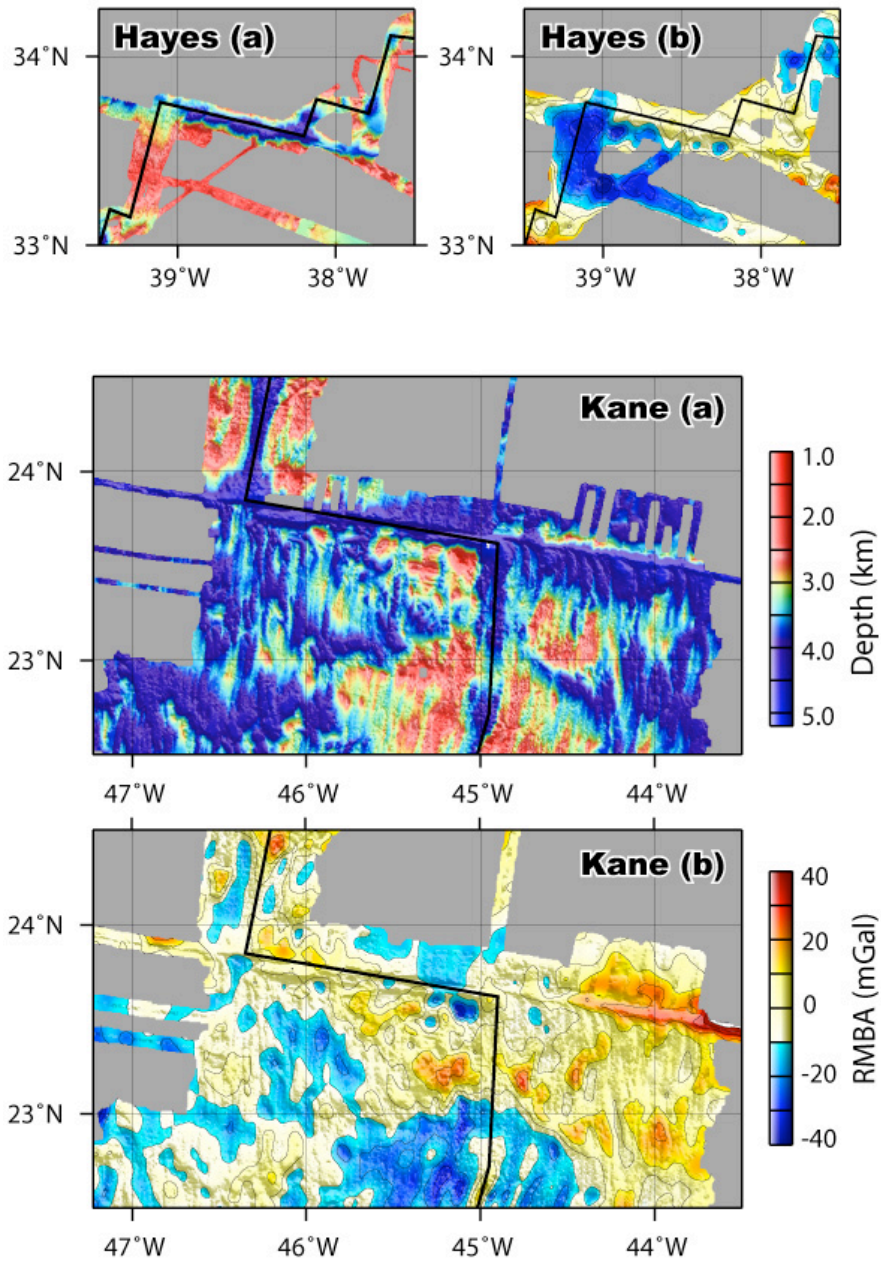 Hayes (a)
Hayes (b)
34˚N
34˚N
33˚N
33˚N
39˚W
38˚W
39˚W
38˚W
Kane (a)
24˚N
23˚N
47˚W
46˚W
45˚W
44˚W
1.0
2.0
3.0
4.0
5.0
Depth (km)
Kane (b)
24˚N
23˚N
47˚W
46˚W
45˚W
44˚W
40
20
0
-20
-40
RMBA (mGal)